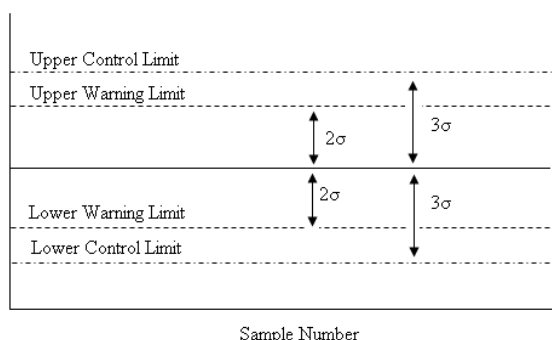 Upper Control Limit
Upper Warning Limit
2σ
3σ
2σ
3σ
Lower Warning Limit
Lower Control Limit
Sample Number